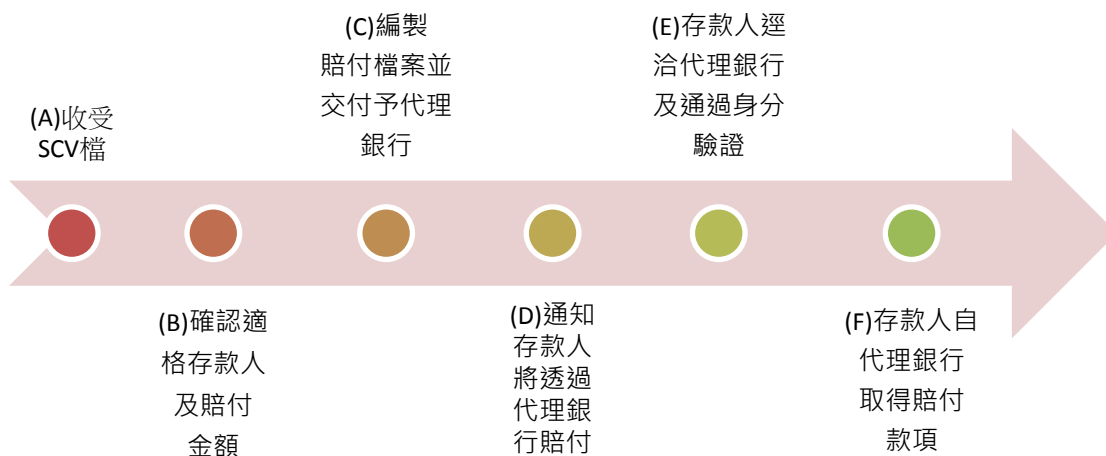 (A)收受
SCV檔
(B)確認適
格存款人
及賠付
金額
(C)編製
賠付檔案並
交付予代理
銀行
(D)通知
存款人
將透過
代理銀
行賠付
(E)存款人逕
洽代理銀行
及通過身分
驗證
(F)存款人自
代理銀行
取得賠付
款項